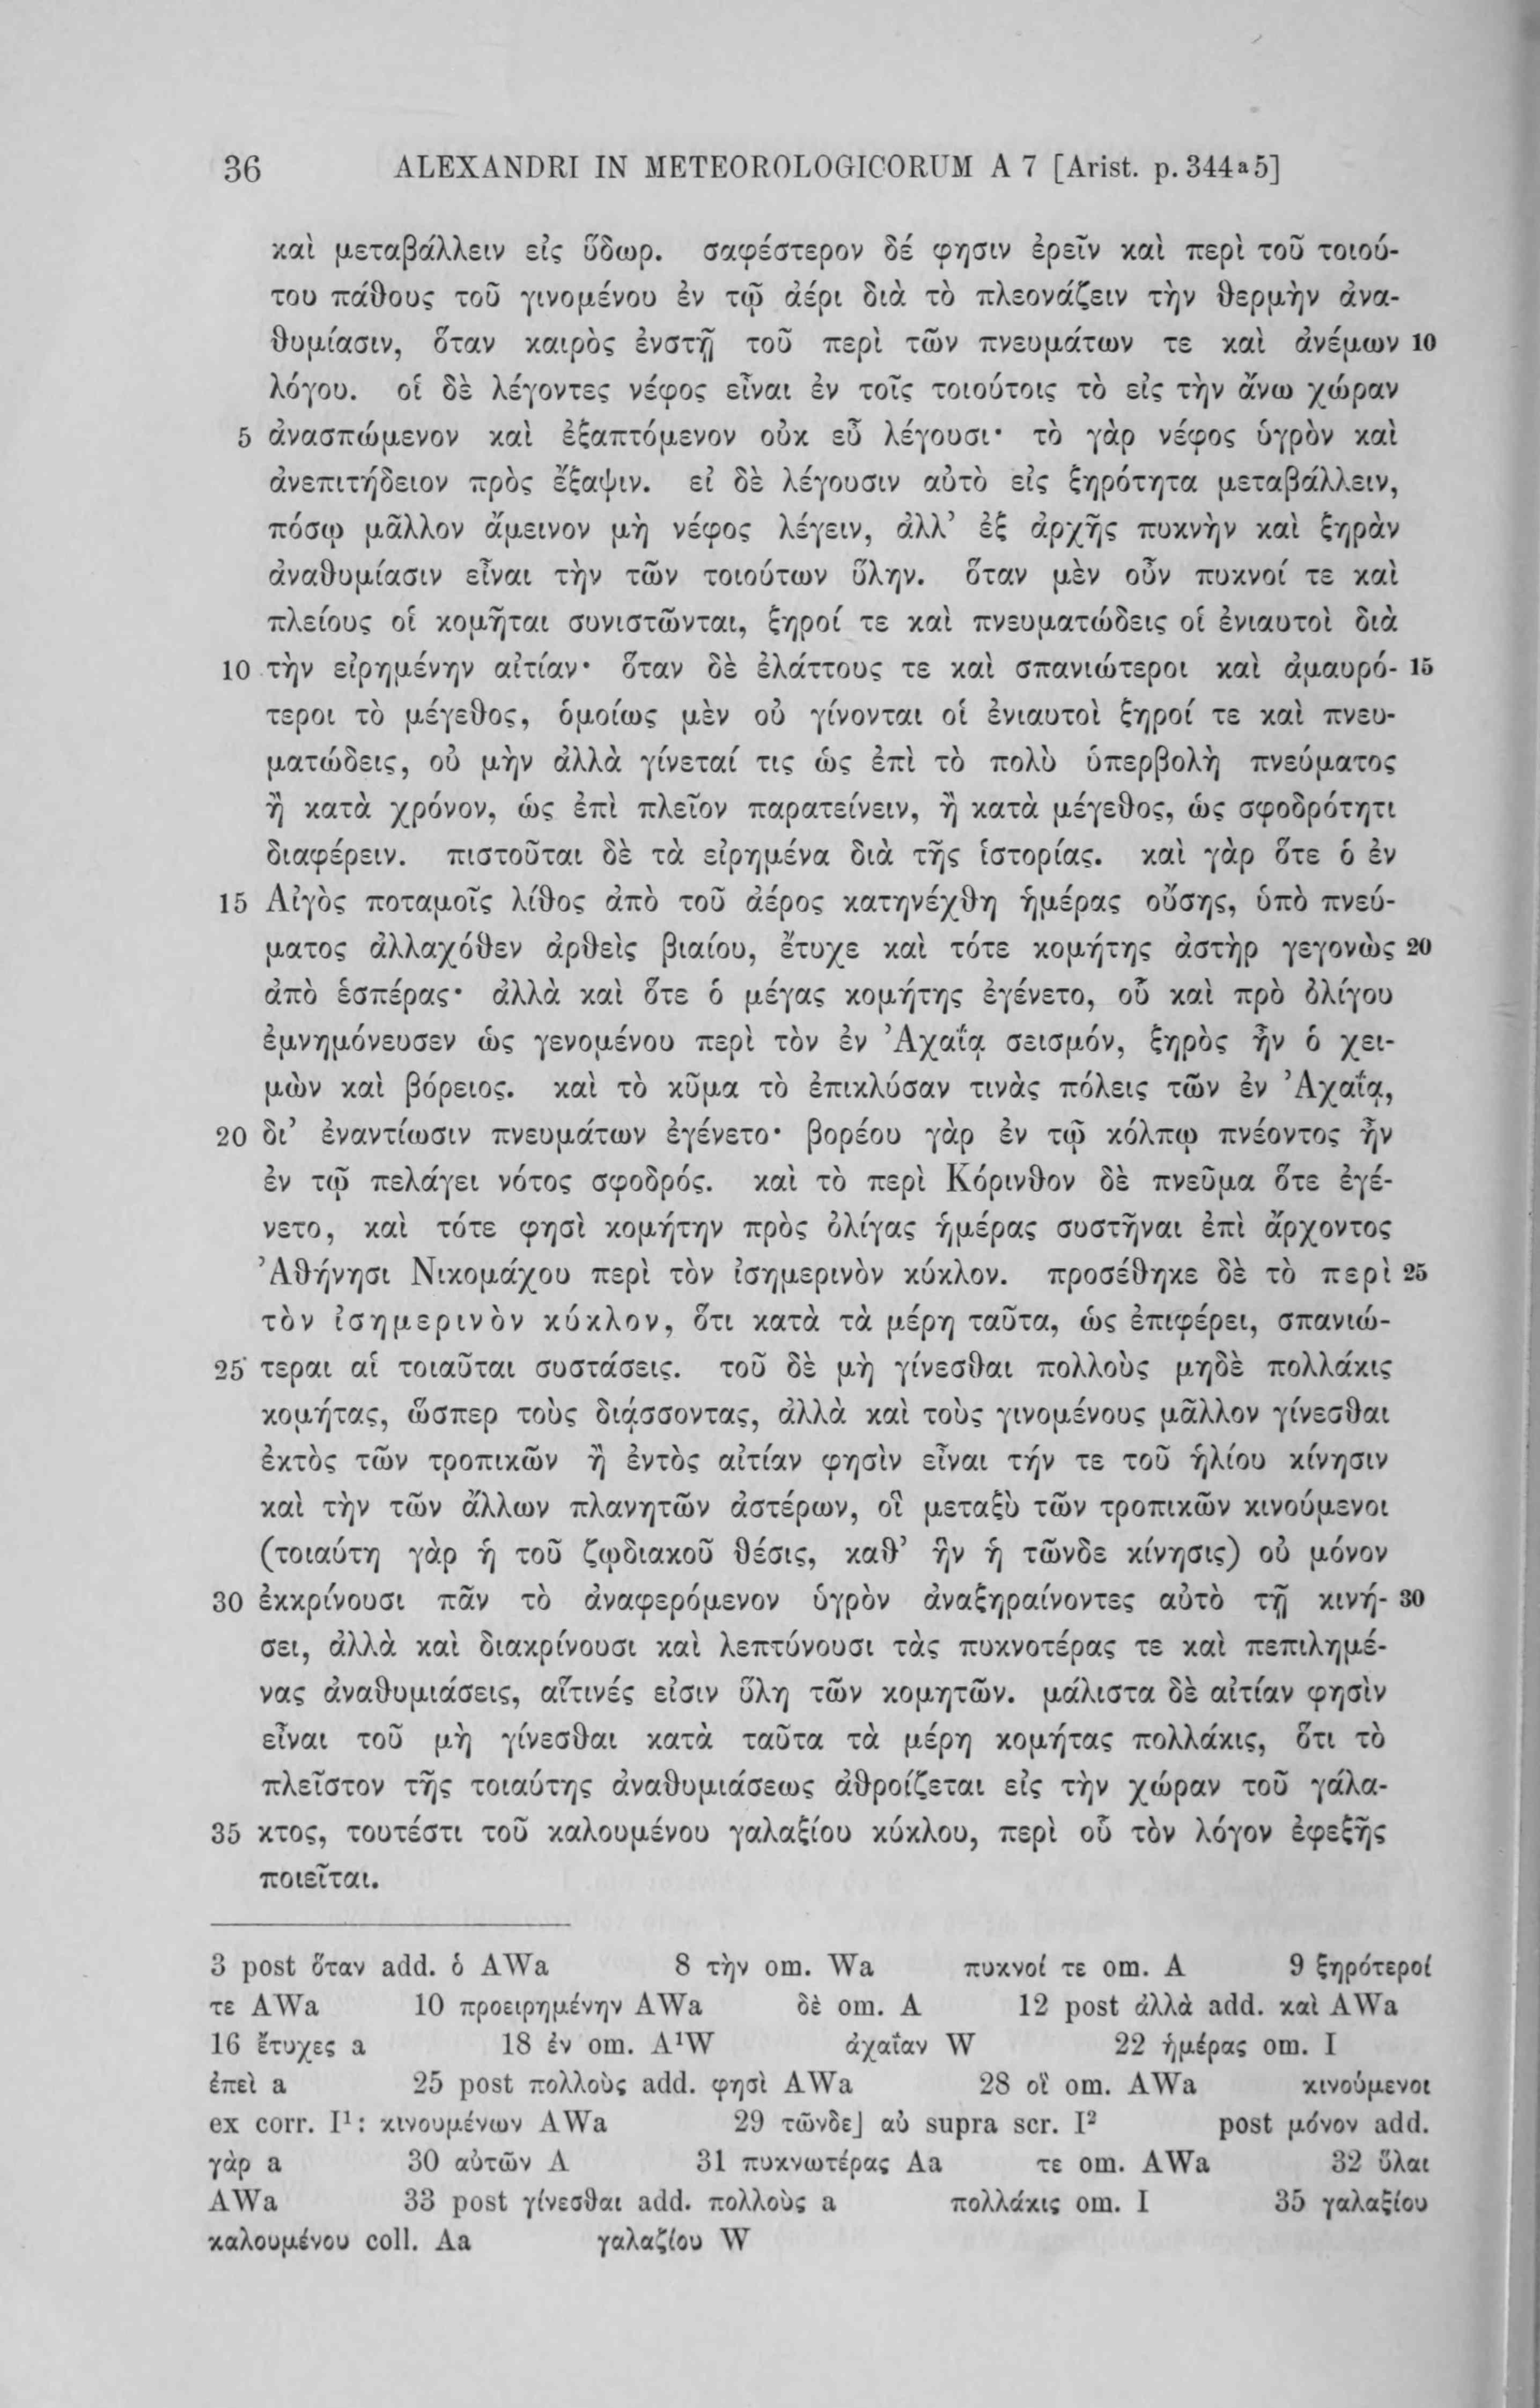 36 ALEXANDRI IN METEOROLOGICORUM A 7 [Arist. p. 344a5]
καὶ μεταβάλλειν εἰς ὕδωρ. σαφέστερον δέ φησιν ἐρεῖν καὶ περὶ τοῦ τοιού-
του πάθους τοῦ γινομένου ἐν τῷ ἀέρι διὰ τὸ πλεονάζειν τὴν θερμὴν ἀνα-
θυμίασιν, ὅταν καιρὸς ἐνστῇ τοῦ περὶ τῶν πνευμάτων τε καὶ ἀνέμων 10
λόγου. οἱ δὲ λέγοντες νέφος εἶναι ἐν τοῖς τοιούτοις τὸ εἰς τὴν ἄνω χώραν
5 ἀνασπώμενον καὶ ἐξαπτόμενον οὐκ εὖ λέγουσι· τὸ γὰρ νέφος ὑγρὸν καὶ
ἀνεπιτήδειον πρὸς ἔξαψιν. εἰ δὲ λέγουσιν αὐτὸ εἰς ξηρότητα μεταβάλλειν,
πόσῳ μᾶλλον ἄμεινον μὴ νέφος λέγειν, ἀλλ’ ἐξ ἀρχῆς πυκνὴν καὶ ξηρὰν
ἀναθυμίασιν εἶναι τὴν τῶν τοιούτων ὕλην. ὅταν μὲν οὖν πυκνοί τε καὶ
πλείους οἱ κομῆται συνιστῶνται, ξηροί τε καὶ πνευματώδεις οἱ ἐνιαυτοὶ διὰ
10 τὴν εἰρημένην αἰτίαν· ὅταν δὲ ἐλάττους τε καὶ σπανιώτεροι καὶ ἀμαυρό- 15
τεροι τὸ μέγεθος, ὁμοίως μὲν οὐ γίνονται οἱ ἐνιαυτοὶ ξηροί τε καὶ πνευ-
ματώδεις, οὐ μὴν ἀλλὰ γίνεταί τις ὡς ἐπὶ τὸ πολὺ ὑπερβολὴ πνεύματος
ἢ κατὰ χρόνον, ὡς ἐπὶ πλεῖον παρατείνειν, ἢ κατὰ μέγεθος, ὡς σφοδρότητι
διαφέρειν. πιστοῦται δὲ τὰ εἰρημένα διὰ τῆς ἱστορίας. καὶ γὰρ ὅτε ὁ ἐν
15 Αἰγὸς ποταμοῖς λίθος ἀπὸ τοῦ ἀέρος κατηνέχθη ἡμέρας οὔσης, ὑπὸ πνεύ-
ματος ἀλλαχόθεν ἀρθεὶς βιαίου, ἔτυχε καὶ τότε κομήτης ἀστὴρ γεγονὼς 20
ἀπὸ ἑσπέρας· ἀλλὰ καὶ ὅτε ὁ μέγας κομήτης ἐγένετο, οὗ καὶ πρὸ ὀλίγου
ἐμνημόνευσεν ὡς γενομένου περὶ τὸν ἐν Ἀχαΐᾳ σεισμόν, ξηρὸς ἦν ὁ χει-
μὼν καὶ βόρειος. καὶ τὸ κῦμα τὸ ἐπικλύσαν τινὰς πόλεις τῶν ἐν Ἀχαΐᾳ,
20 δι’ ἐναντίωσιν πνευμάτων ἐγένετο· βορέου γὰρ ἐν τῷ κόλπῳ πνέοντος ἦν
ἐν τῷ πελάγει νότος σφοδρός. καὶ τὸ περὶ Κόρινθον δὲ πνεῦμα ὅτε ἐγέ-
νετο, καὶ τότε φησὶ κομήτην πρὸς ὀλίγας ἡμέρας συστῆναι ἐπὶ ἄρχοντος
Ἀθήνησι Νικομάχου περὶ τὸν ἰσημερινὸν κύκλον. προσέθηκε δὲ τὸ περὶ 25
τὸν ἰσημερινὸν κύκλον, ὅτι κατὰ τὰ μέρη ταῦτα, ὡς ἐπιφέρει, σπανιώ-
25 τεραι αἱ τοιαῦται συστάσεις. τοῦ δὲ μὴ γίνεσθαι πολλοὺς μηδὲ πολλάκις
κομήτας, ὥσπερ τοὺς διᾴσσοντας, ἀλλὰ καὶ τοὺς γινομένους μᾶλλον γίνεσθαι
ἐκτὸς τῶν τροπικῶν ἢ ἐντὸς αἰτίαν φησὶν εἶναι τήν τε τοῦ ἡλίου κίνησιν
καὶ τὴν τῶν ἄλλων πλανητῶν ἀστέρων, οἳ μεταξὺ τῶν τροπικῶν κινούμενοι
(τοιαύτη γὰρ ἡ τοῦ ζῳδιακοῦ θέσις, καθ’ ἣν ἡ τῶνδε κίνησις) οὐ μόνον
30 ἐκκρίνουσι πᾶν τὸ ἀναφερόμενον ὑγρὸν ἀναξηραίνοντες αὐτὸ τῇ κινή- 30
σει, ἀλλὰ καὶ διακρίνουσι καὶ λεπτύνουσι τὰς πυκνοτέρας τε καὶ πεπιλημέ-
νας ἀναθυμιάσεις, αἵτινές εἰσιν ὕλη τῶν κομητῶν. μάλιστα δὲ αἰτίαν φησὶν
εἶναι τοῦ μὴ γίνεσθαι κατὰ ταῦτα τὰ μέρη κομήτας πολλάκις, ὅτι τὸ
πλεῖστον τῆς τοιαύτης ἀναθυμιάσεως ἀθροίζεται εἰς τὴν χώραν τοῦ γάλα-
35 κτος, τουτέστι τοῦ καλουμένου γαλαξίου κύκλου, περὶ οὗ τὸν λόγον ἐφεξῆς
ποιεῖται.
3 post ὅταν add. ὁ AWa 8 τὴν om. Wa πυκνοί τε om. A 9 ξηρότεροί
τε AWa 10 προειρημένην AWa δὲ om. A 12 post ἀλλὰ add. καὶ AWa
16 ἔτυχες a 18 ἐν om. A¹W ἀχαΐαν W 22 ἡμέρας om. I
ἐπεὶ a 25 post πολλοὺς add. φησὶ AWa 28 οἳ om. AWa κινούμενοι
ex corr. I¹: κινουμένων AWa 29 τῶνδε] αὐ supra scr. I² post μόνον add.
γὰρ a 30 αὐτῶν A 31 πυκνωτέρας Aa τε om. AWa 32 ὕλαι
AWa 33 post γίνεσθαι add. πολλοὺς a πολλάκις om. I 35 γαλαξίου
καλουμένου coll. Aa γαλαζίου W